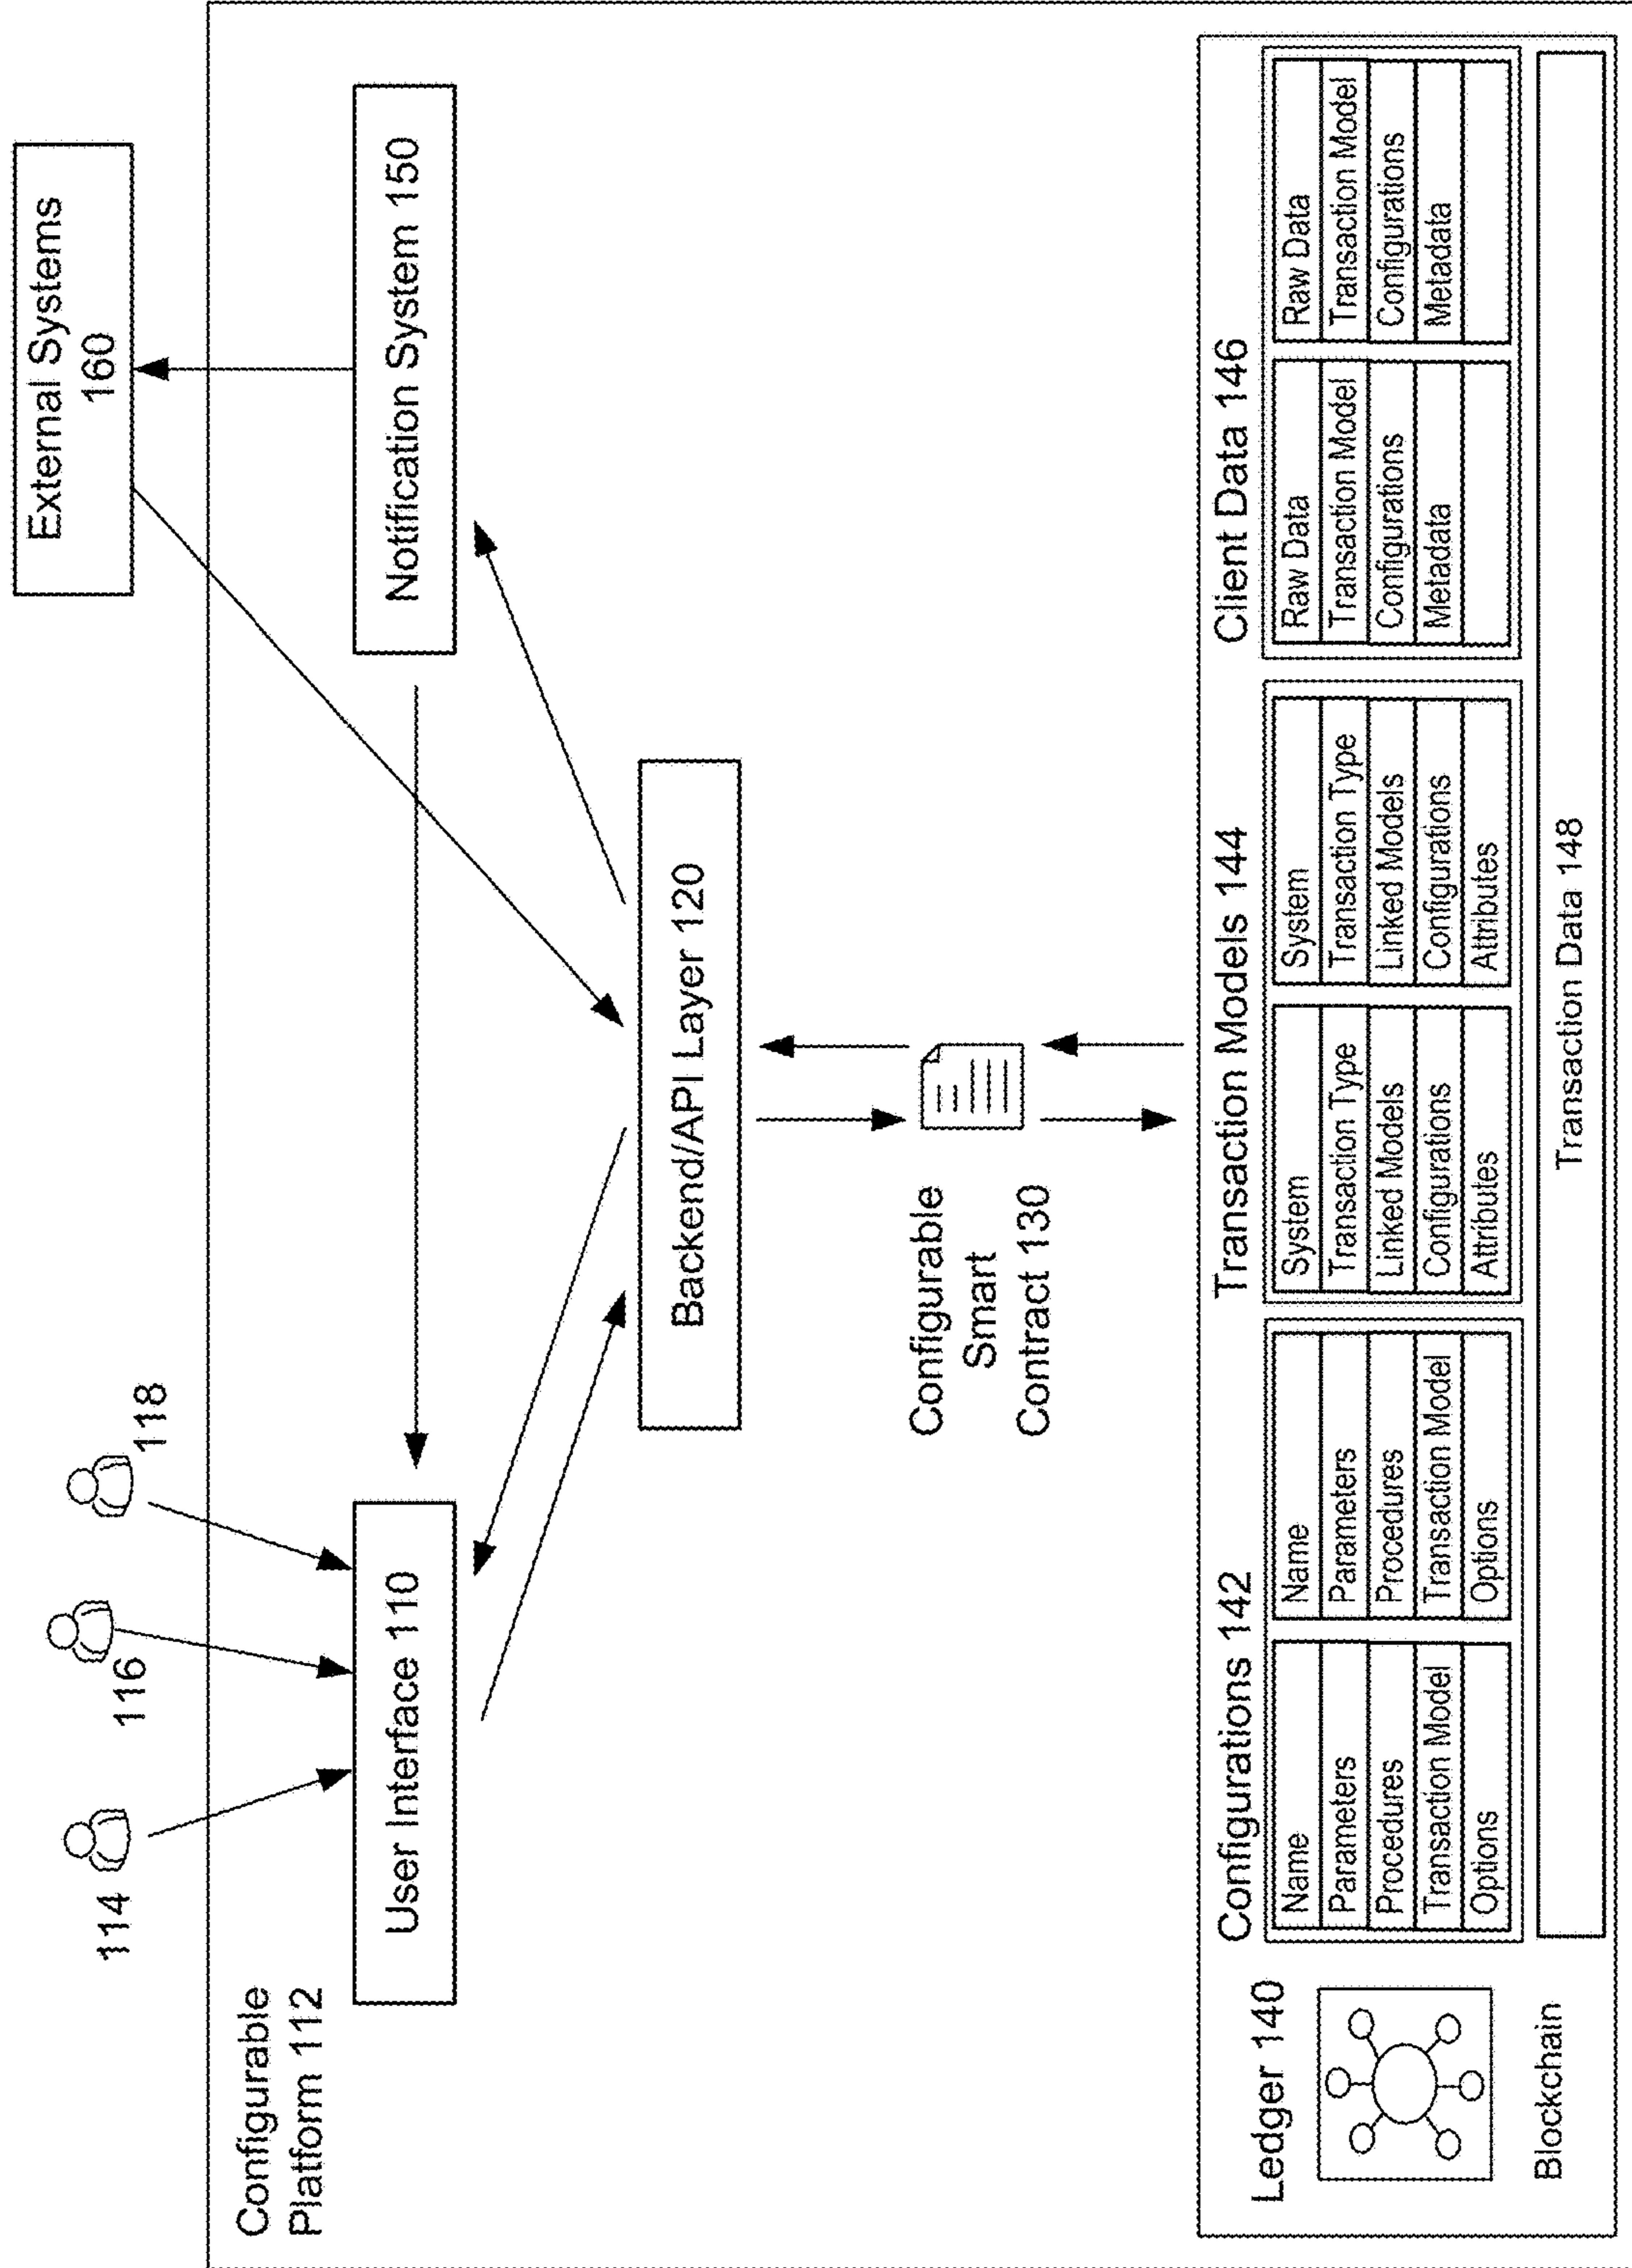 114
116
118
External Systems
160
Configurable
Platform 112
User Interface 110
Notification System 150
Backend/API Layer 120
Configurable
Smart
Contract 130
Ledger 140
Blockchain
Configurations 142
Name
Parameters
Procedures
Transaction Model
Options
Name
Parameters
Procedures
Transaction Model
Options
Transaction Models 144
System
Transaction Type
Linked Models
Configurations
Attributes
System
Transaction Type
Linked Models
Configurations
Attributes
Client Data 146
Raw Data
Transaction Model
Configurations
Metadata
Raw Data
Transaction Model
Configurations
Metadata
Transaction Data 148